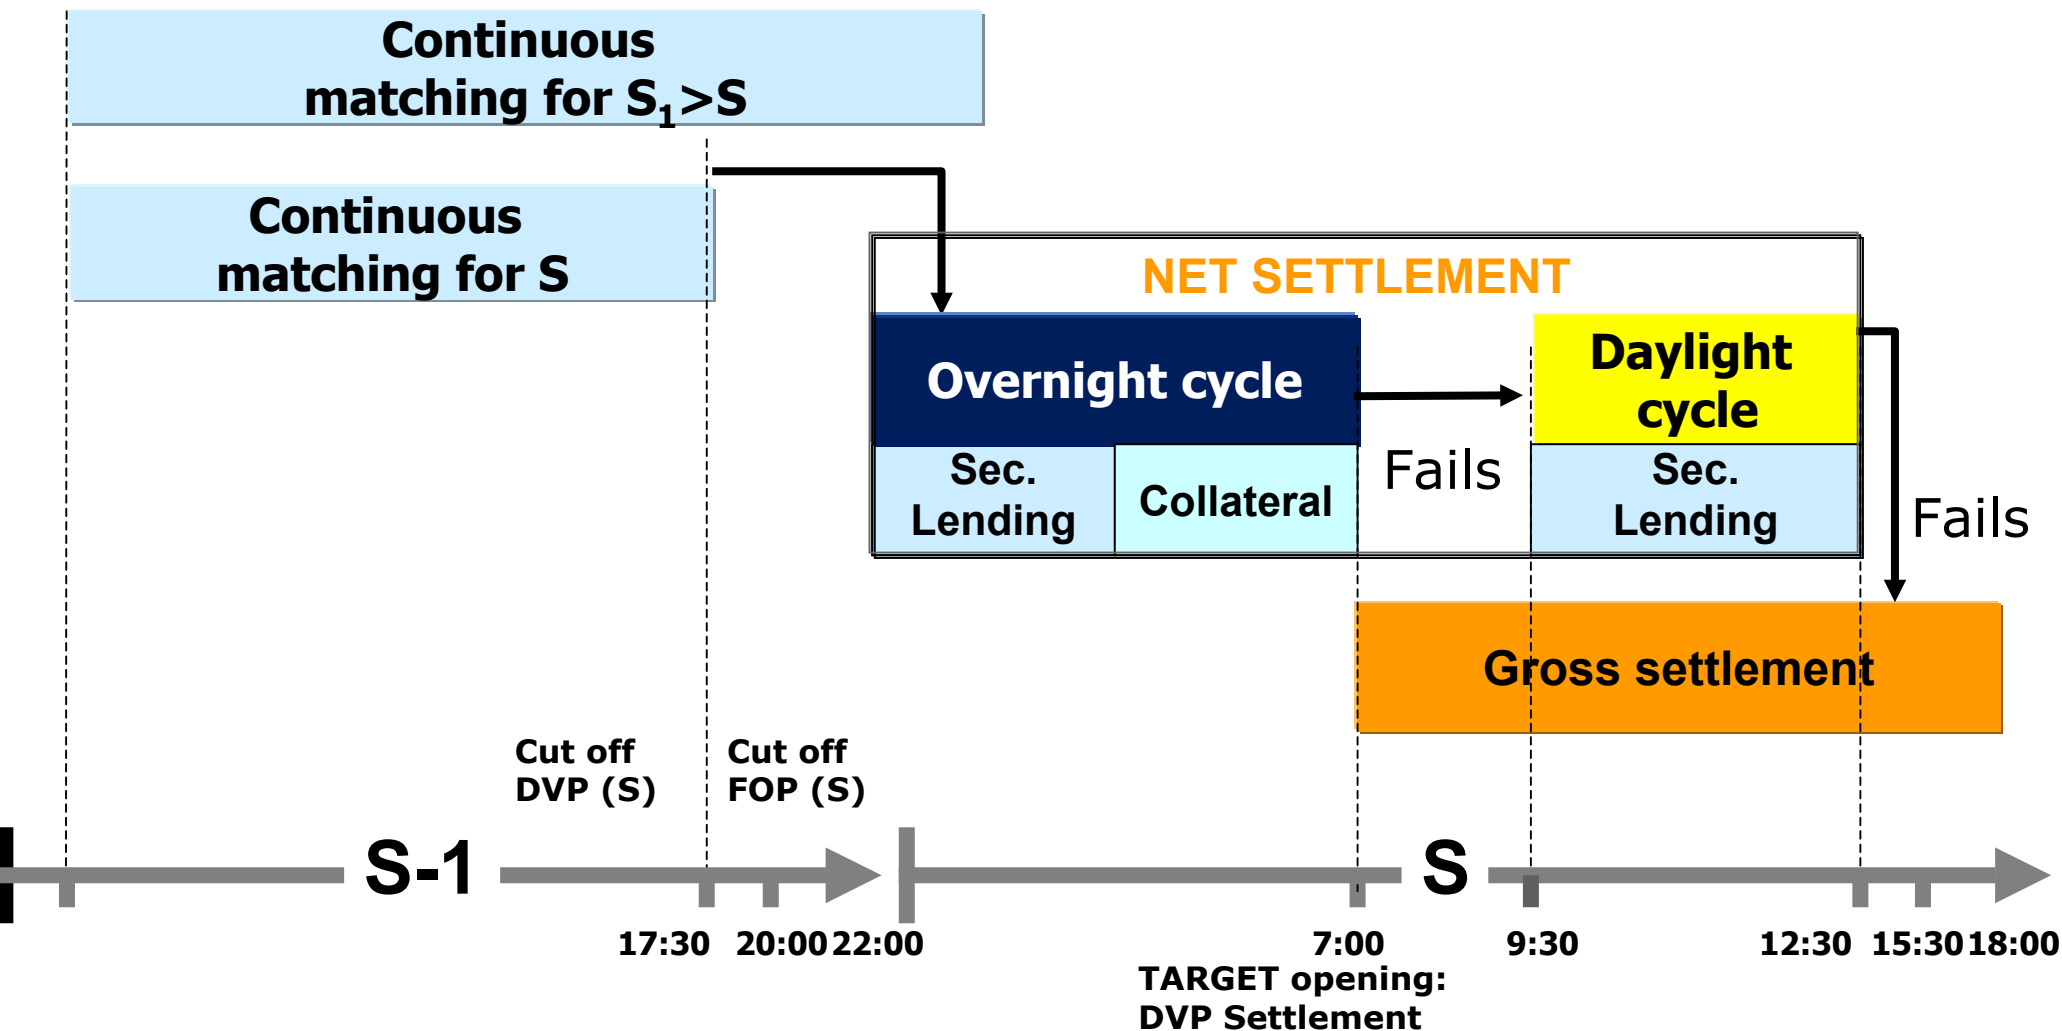 Continuous
matching for S₁>S
Continuous
matching for S
NET SETTLEMENT
Overnight cycle
Daylight
cycle
Sec.
Lending
Collateral
Fails
Sec.
Lending
Fails
Gross settlement
Cut off
DVP (S)
Cut off
FOP (S)
S-1
S
17:30 20:00 22:00 7:00 9:30 12:30 15:30 18:00
TARGET opening:
DVP Settlement